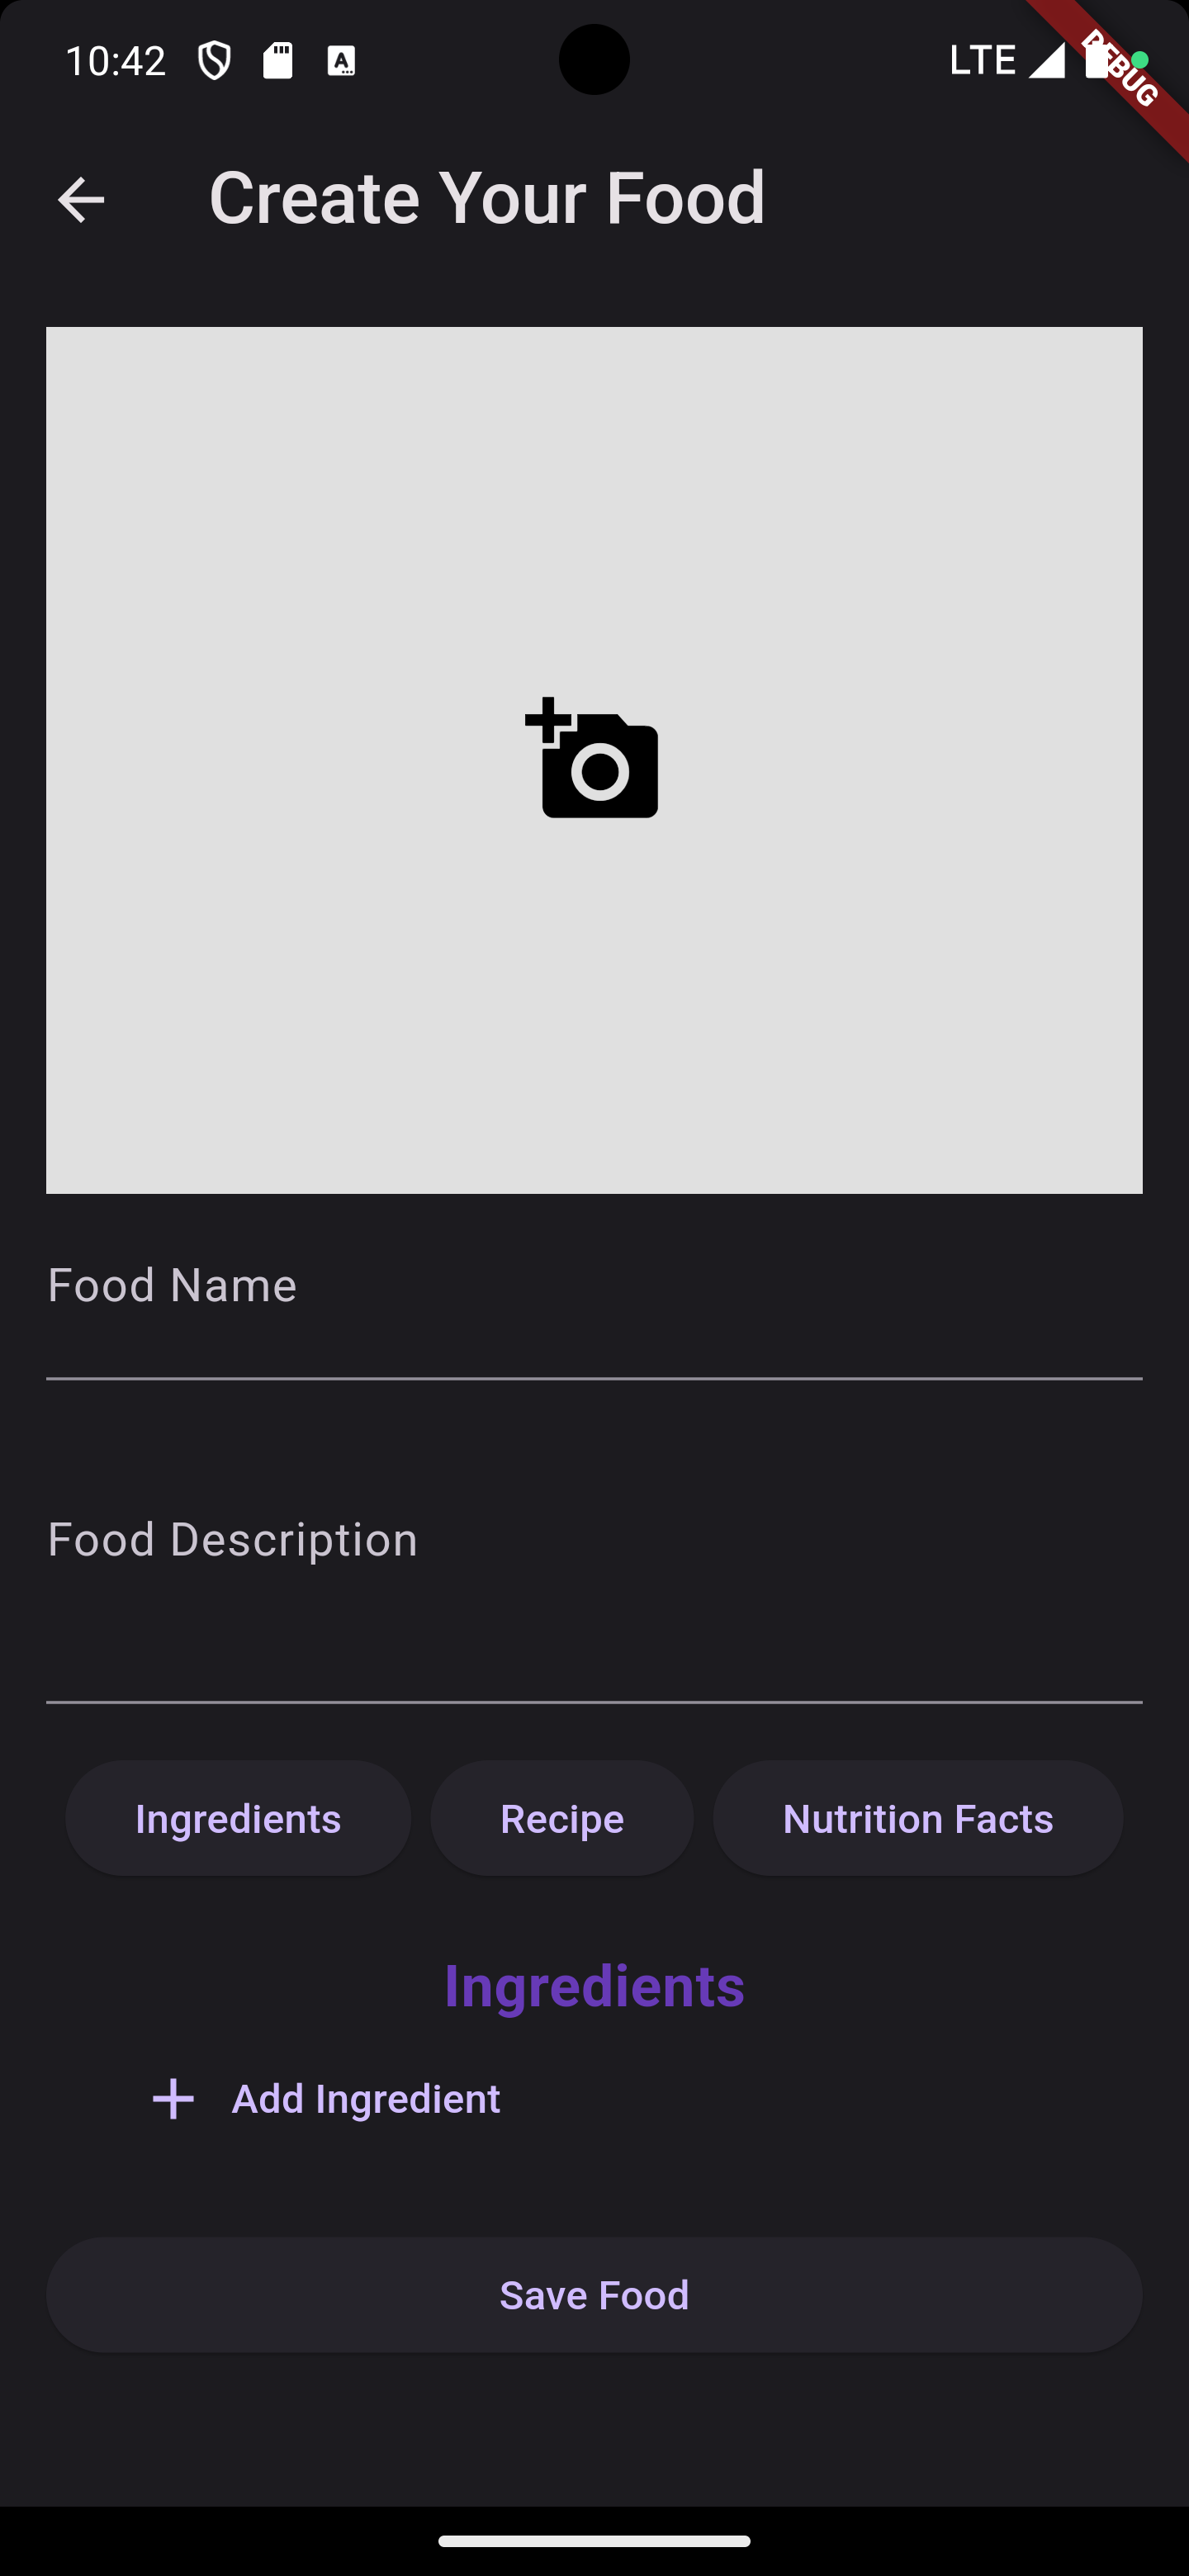 10:42
LTE
DEBUG
Create Your Food
Food Name
Food Description
Ingredients Recipe Nutrition Facts
Ingredients
Add Ingredient
Save Food